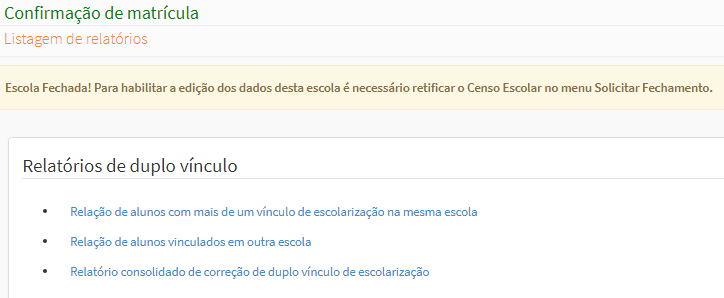 Confirmação de matrícula
Listagem de relatórios
Escola Fechada! Para habilitar a edição dos dados desta escola é necessário retificar o Censo Escolar no menu Solicitar Fechamento.
Relatórios de duplo vínculo
• Relação de alunos com mais de um vínculo de escolarização na mesma escola
• Relação de alunos vinculados em outra escola
• Relatório consolidado de correção de duplo vínculo de escolarização